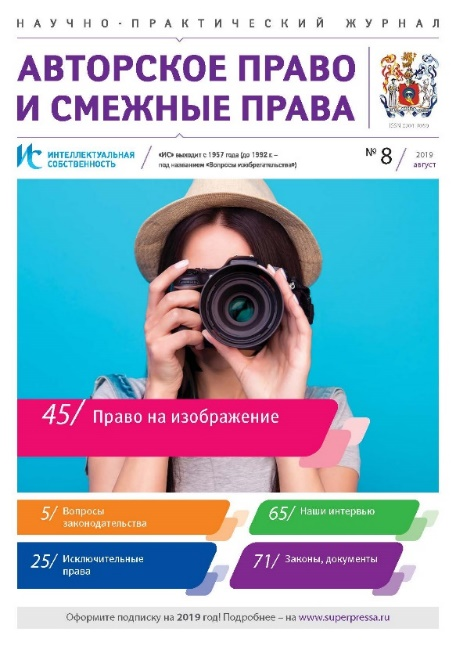 НАУЧНО-ПРАКТИЧЕСКИЙ ЖУРНАЛ
АВТОРСКОЕ ПРАВО
И СМЕЖНЫЕ ПРАВА
ИС ИНТЕЛЛЕКТУАЛЬНАЯ
СОБСТВЕННОСТЬ
«ИС» выходит с 1957 года (до 1992 г. –
под названием «Вопросы изобретательства»)
№ 8 / 2019
август
45/ Право на изображение
5/ Вопросы
законодательства
65/ Наши интервью
25/ Исключительные
права
71/ Законы, документы
Оформите подписку на 2019 год! Подробнее – на www.superpressa.ru